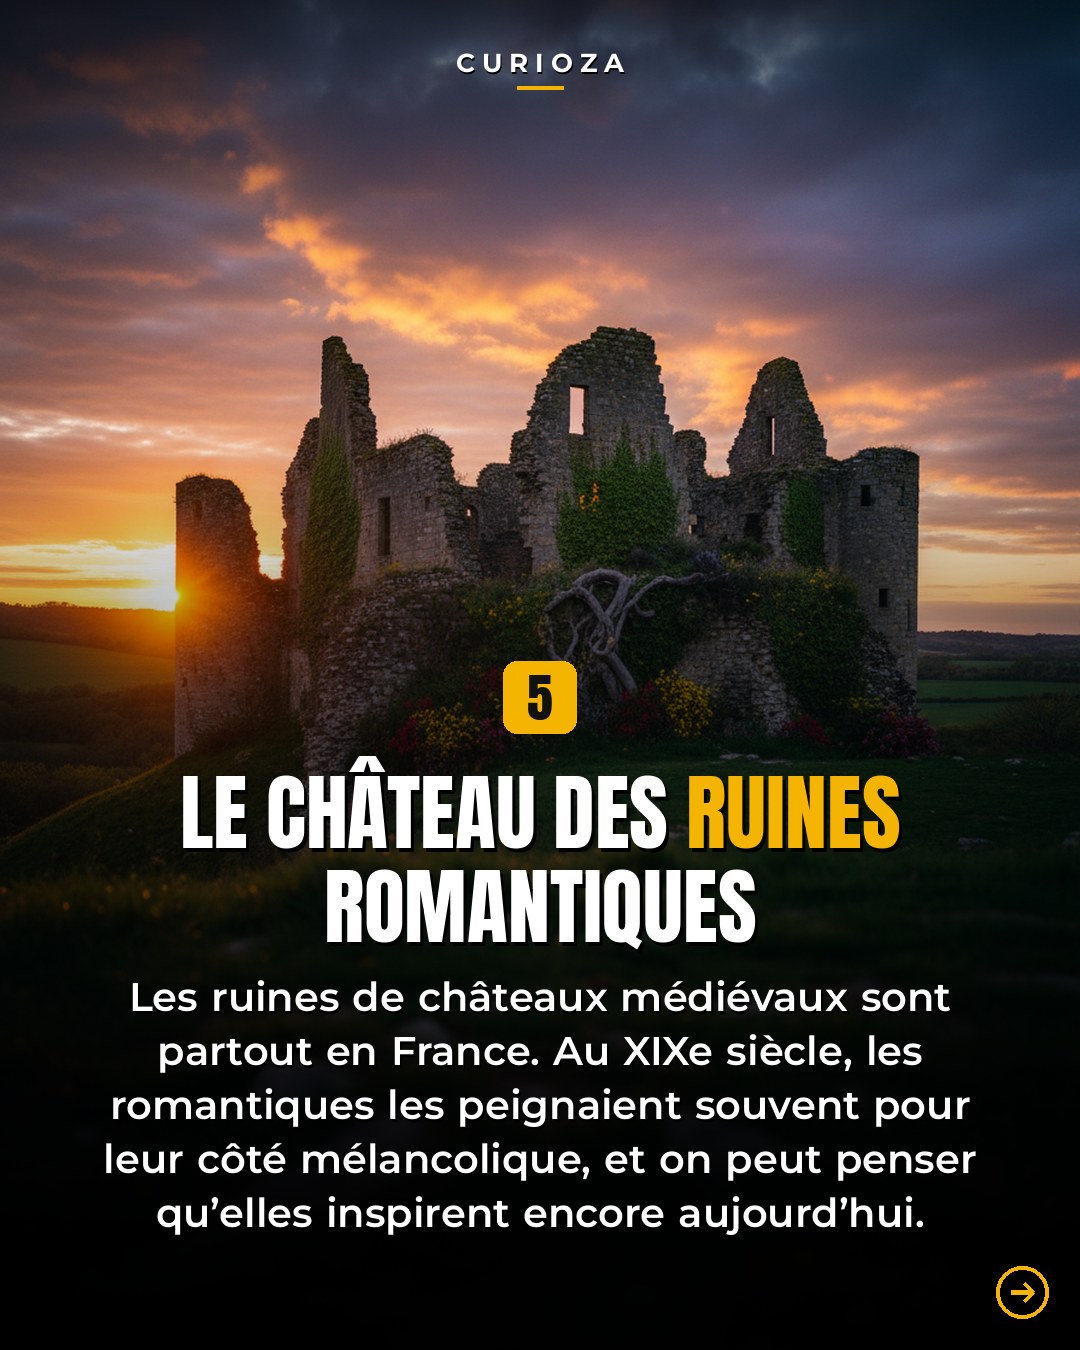 CURIOZA
5
LE CHÂTEAU DES RUINES
ROMANTIQUES
Les ruines de châteaux médiévaux sont
partout en France. Au XIXe siècle, les
romantiques les peignaient souvent pour
leur côté mélancolique, et on peut penser
qu’elles inspirent encore aujourd’hui.